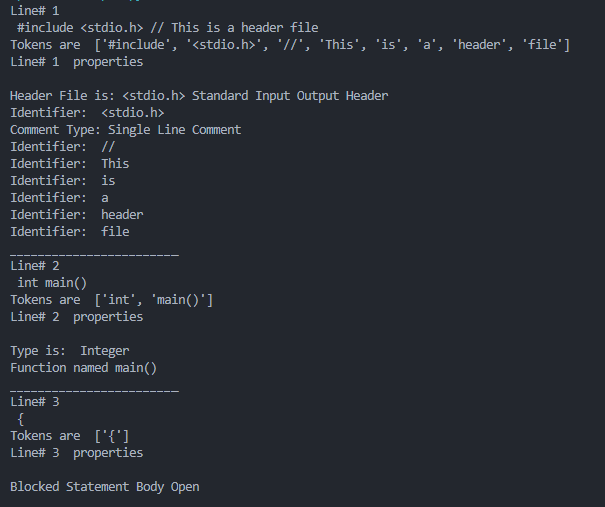 Line# 1
#include <stdio.h> // This is a header file
Tokens are  ['#include', '<stdio.h>', '//', 'This', 'is', 'a', 'header', 'file']
Line# 1  properties
Header File is: <stdio.h> Standard Input Output Header
Identifier:  <stdio.h>
Comment Type: Single Line Comment
Identifier:  //
Identifier:  This
Identifier:  is
Identifier:  a
Identifier:  header
Identifier:  file
________________________
Line# 2
int main()
Tokens are  ['int', 'main()']
Line# 2  properties
Type is:  Integer
Function named main()
________________________
Line# 3
{
Tokens are  ['{']
Line# 3  properties
Blocked Statement Body Open